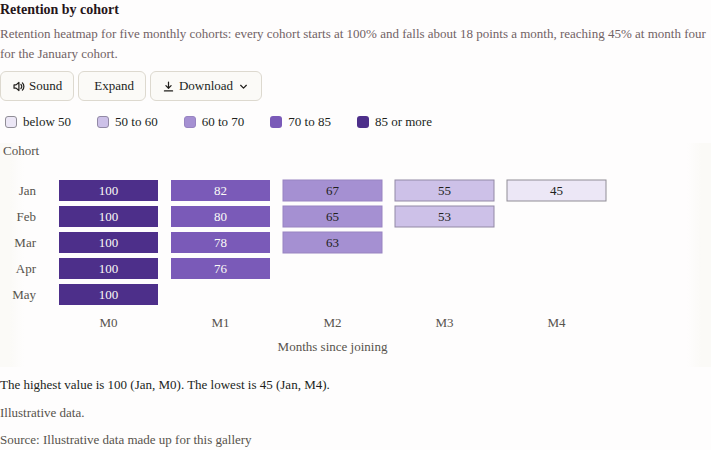 Retention by cohort
Retention heatmap for five monthly cohorts: every cohort starts at 100% and falls about 18 points a month, reaching 45% at month four
for the January cohort.
Sound Expand Download
below 50 50 to 60 60 to 70 70 to 85 85 or more
Cohort
Jan 100 82 67 55 45
Feb 100 80 65 53
Mar 100 78 63
Apr 100 76
May 100
M0 M1 M2 M3 M4
Months since joining
The highest value is 100 (Jan, M0). The lowest is 45 (Jan, M4).
Illustrative data.
Source: Illustrative data made up for this gallery